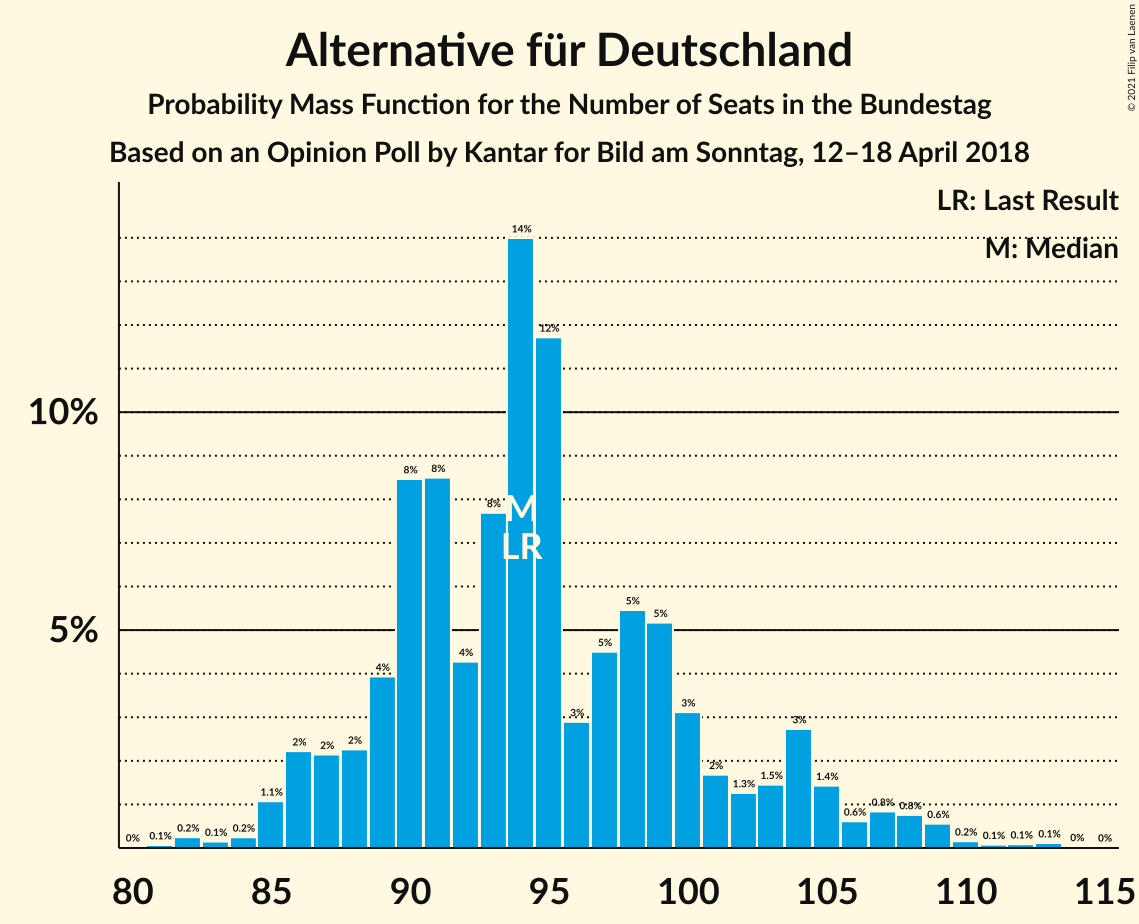 © 2021 Filip van Laenen
Alternative für Deutschland
Probability Mass Function for the Number of Seats in the Bundestag
Based on an Opinion Poll by Kantar for Bild am Sonntag, 12–18 April 2018
LR: Last Result
M: Median
10%
5%
0% 0.1% 0.2% 0.1% 0.2% 1.1% 2% 2% 2% 4% 8% 8% 4% 8% 14% 12% 3% 5% 5% 5% 3% 2% 1.3% 1.5% 3% 1.4% 0.6% 0.8% 0.8% 0.6% 0.2% 0.1% 0.1% 0.1% 0% 0%
M
LR
80 85 90 95 100 105 110 115